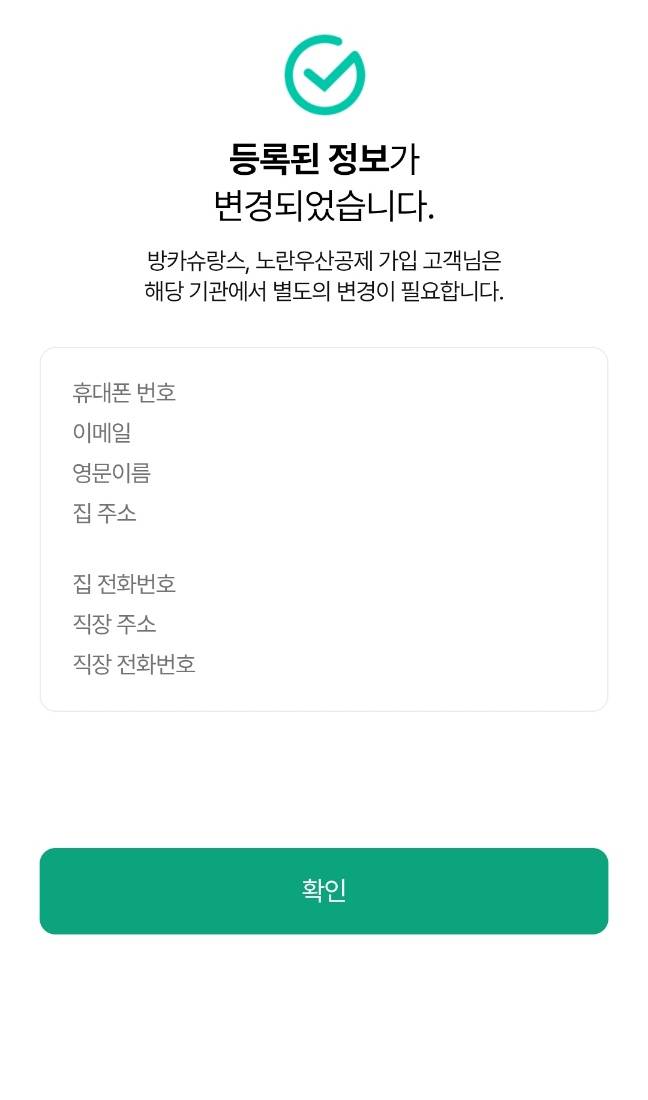 등록된 정보가
변경되었습니다.
방카슈랑스, 노란우산공제 가입 고객님은
해당 기관에서 별도의 변경이 필요합니다.
휴대폰 번호
이메일
영문이름
집 주소
집 전화번호
직장 주소
직장 전화번호
확인